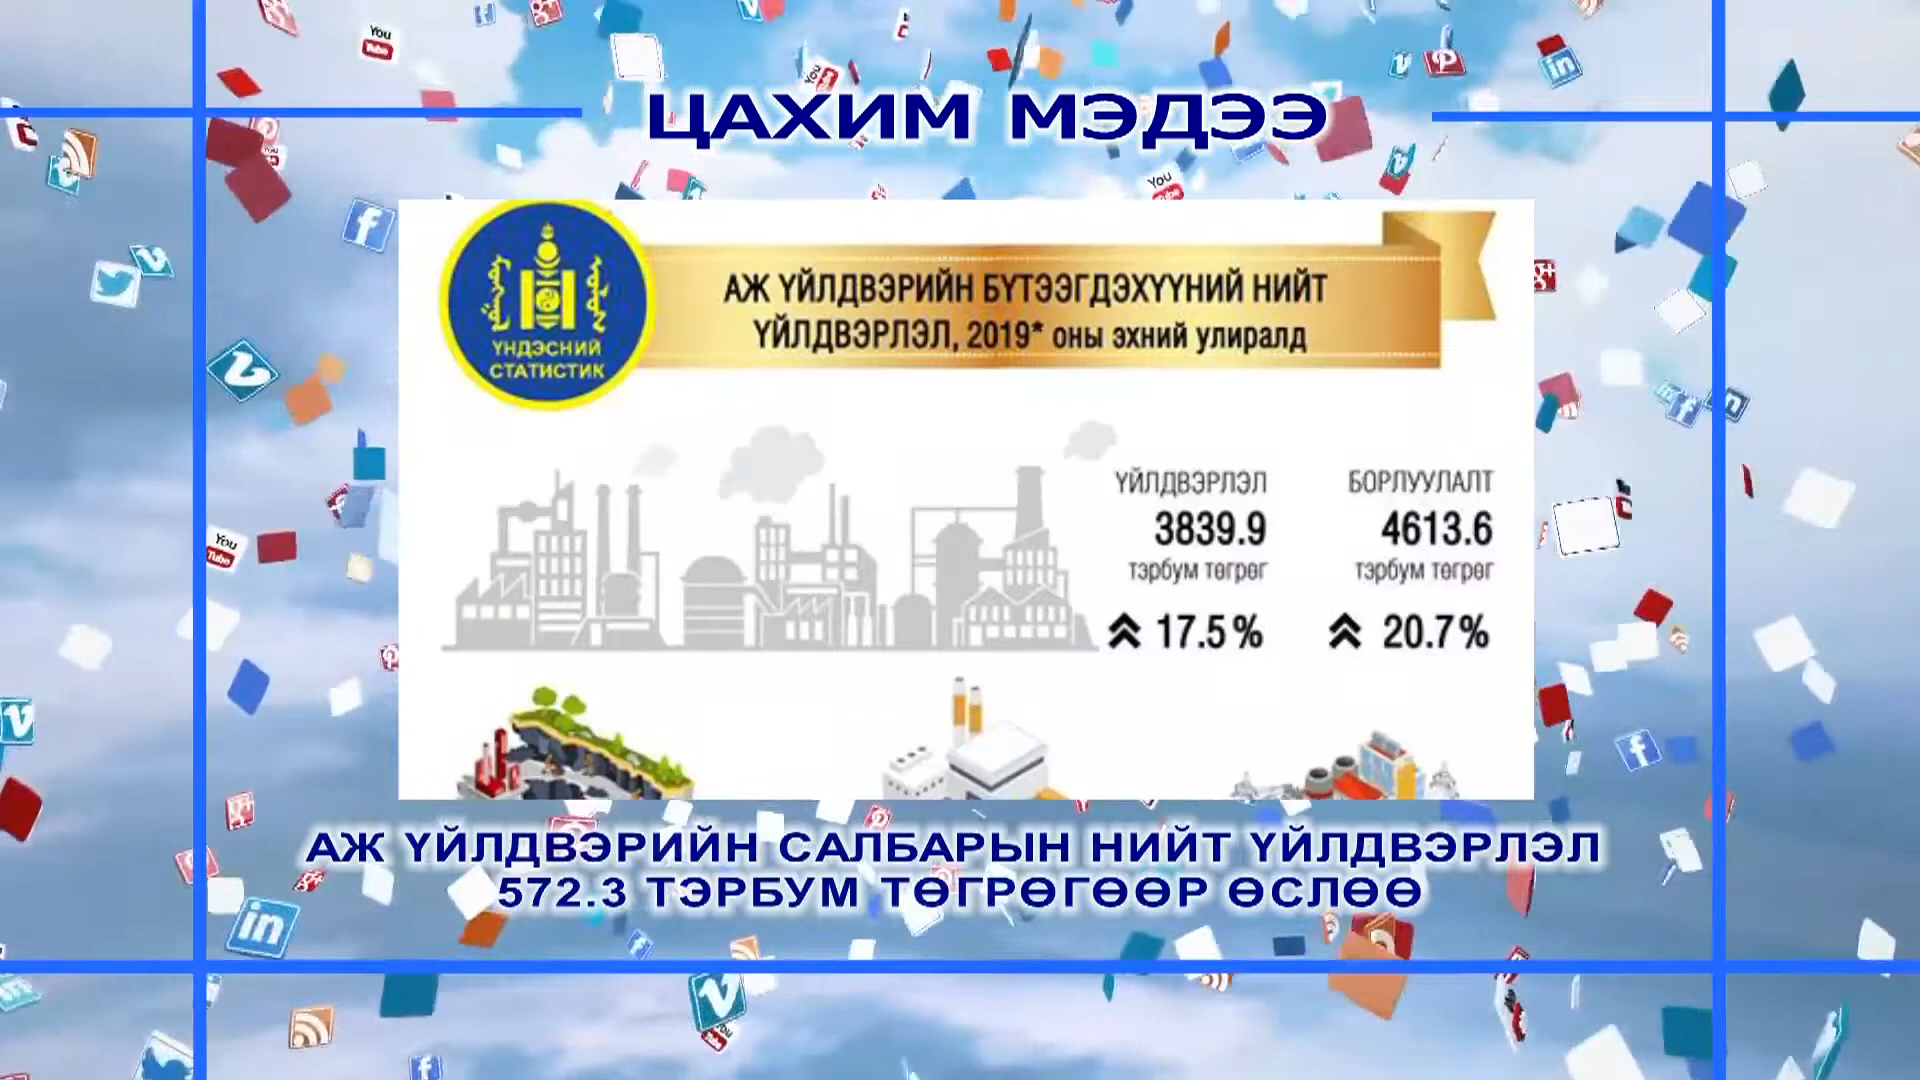 ЦАХИМ МЭДЭЭ
АЖ ҮЙЛДВЭРИЙН БҮТЭЭГДЭХҮҮНИЙ НИЙТ
ҮЙЛДВЭРЛЭЛ, 2019* оны эхний улиралд
ҮНДЭСНИЙ
СТАТИСТИК
ҮЙЛДВЭРЛЭЛ
3839.9
тэрбум төгрөг
17.5%
БОРЛУУЛАЛТ
4613.6
тэрбум төгрөг
20.7%
АЖ ҮЙЛДВЭРИЙН САЛБАРЫН НИЙТ ҮЙЛДВЭРЛЭЛ
572.3 ТЭРБУМ ТӨГРӨГӨӨР ӨСЛӨӨ